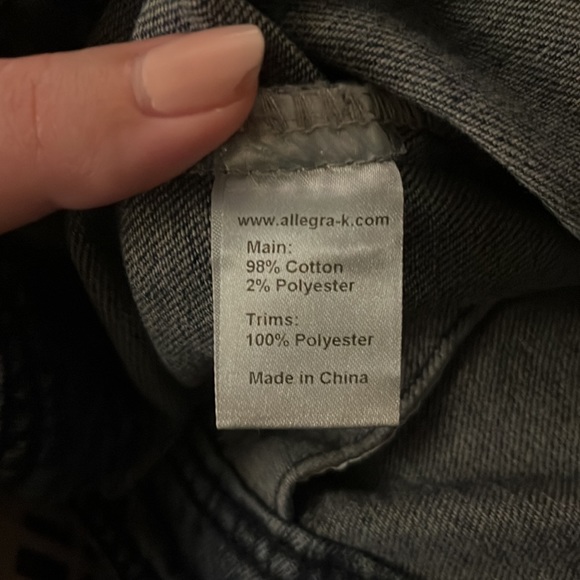 www.allegra-k.com
Main:
98% Cotton
2% Polyester
Trims:
100% Polyester
Made in China